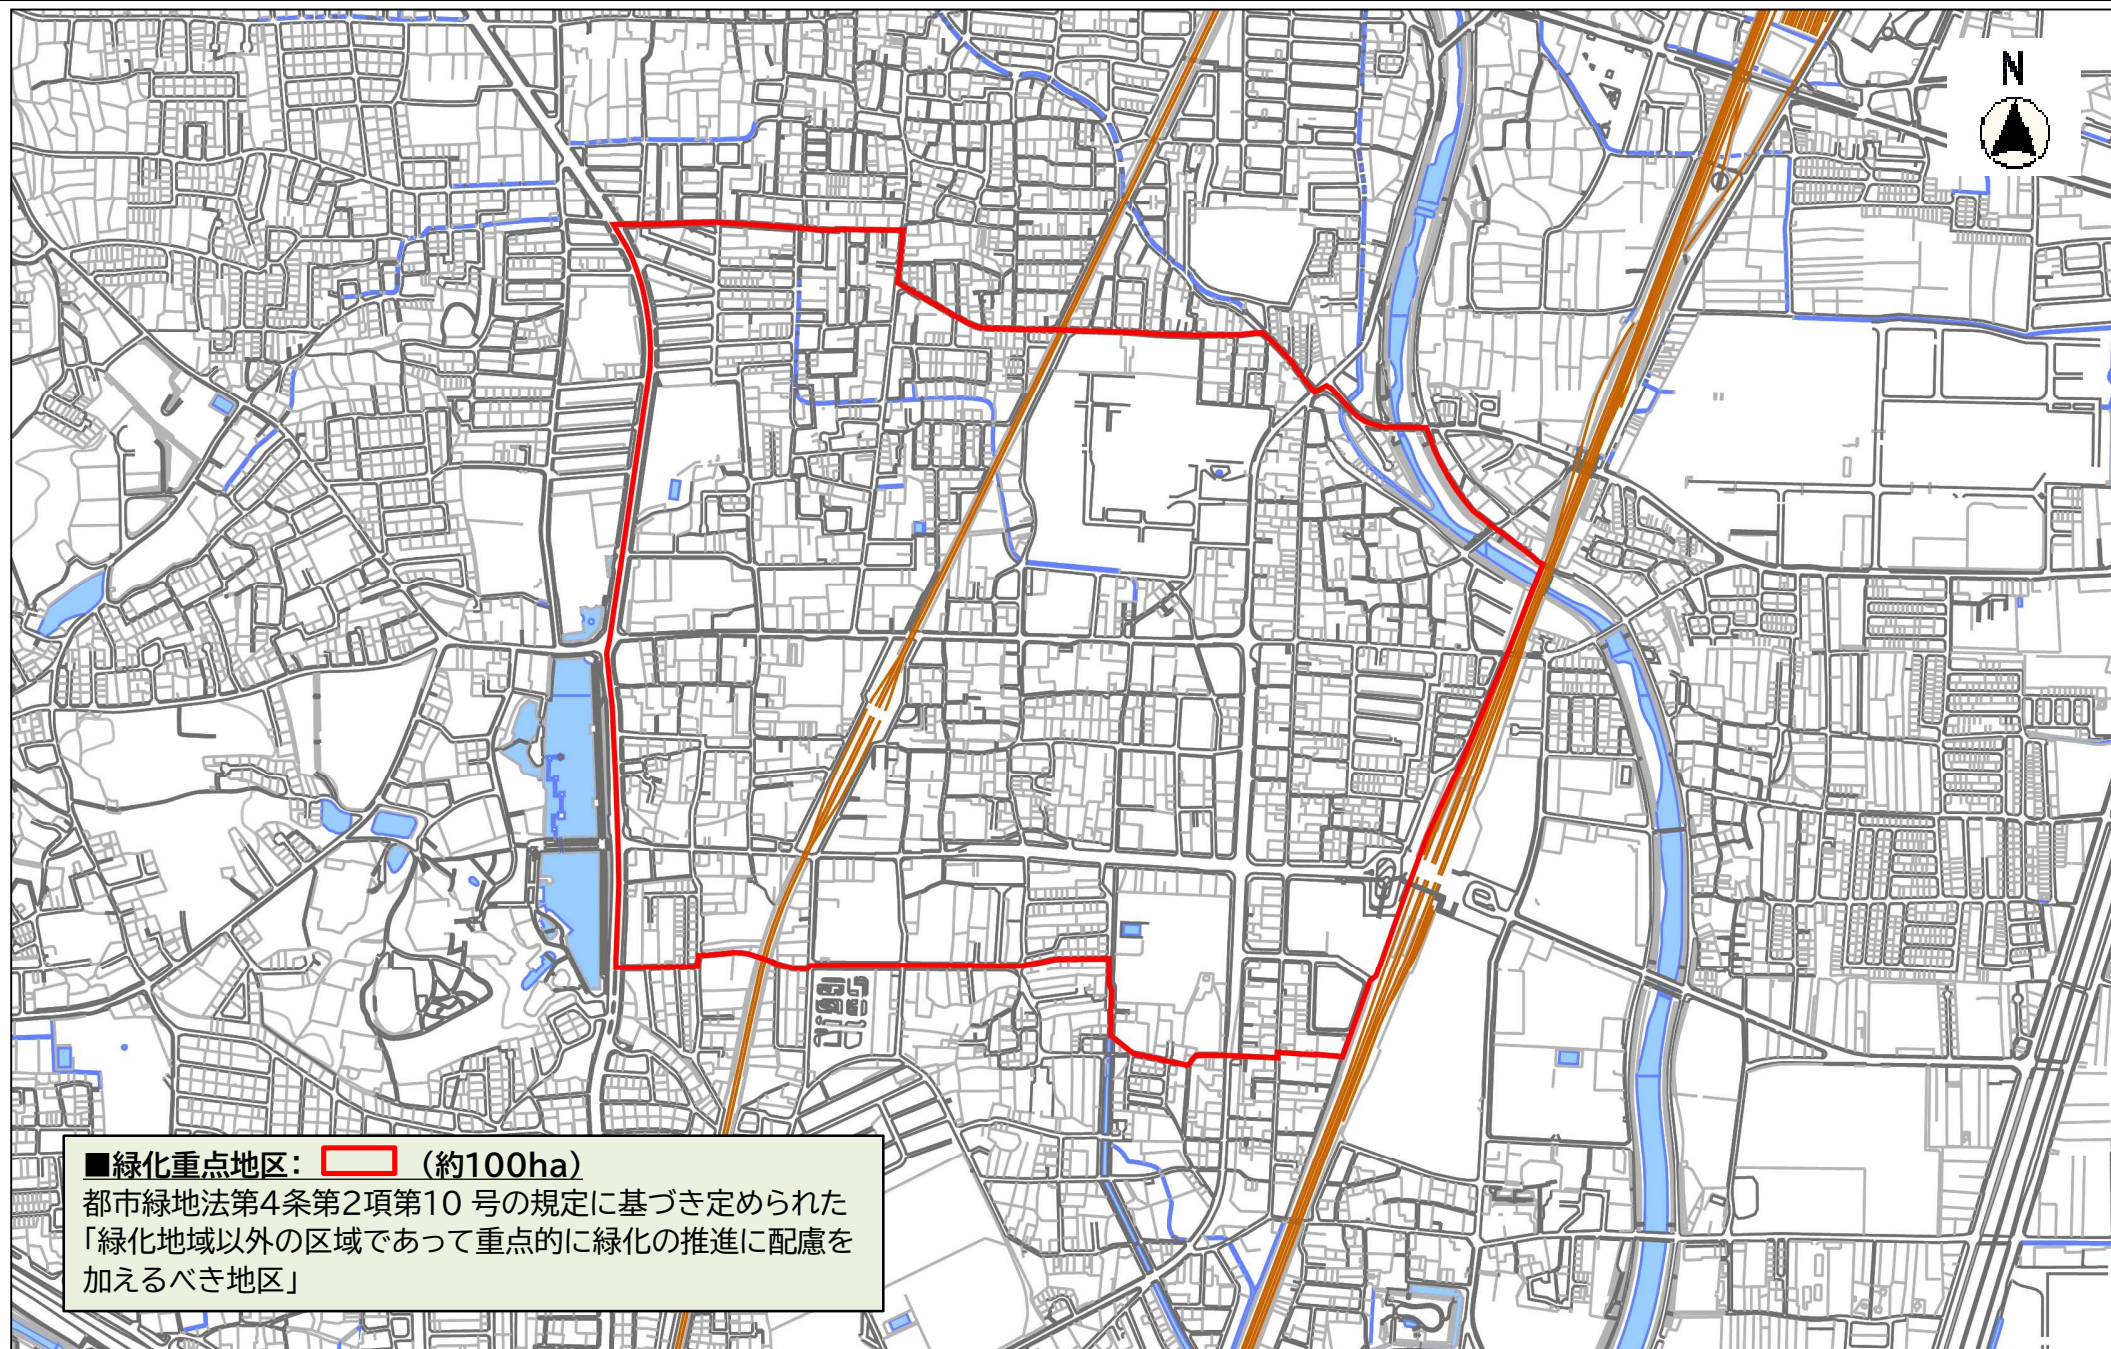 N
■緑化重点地区： （約100ha）
都市緑地法第4条第2項第10 号の規定に基づき定められた
「緑化地域以外の区域であって重点的に緑化の推進に配慮を
加えるべき地区」